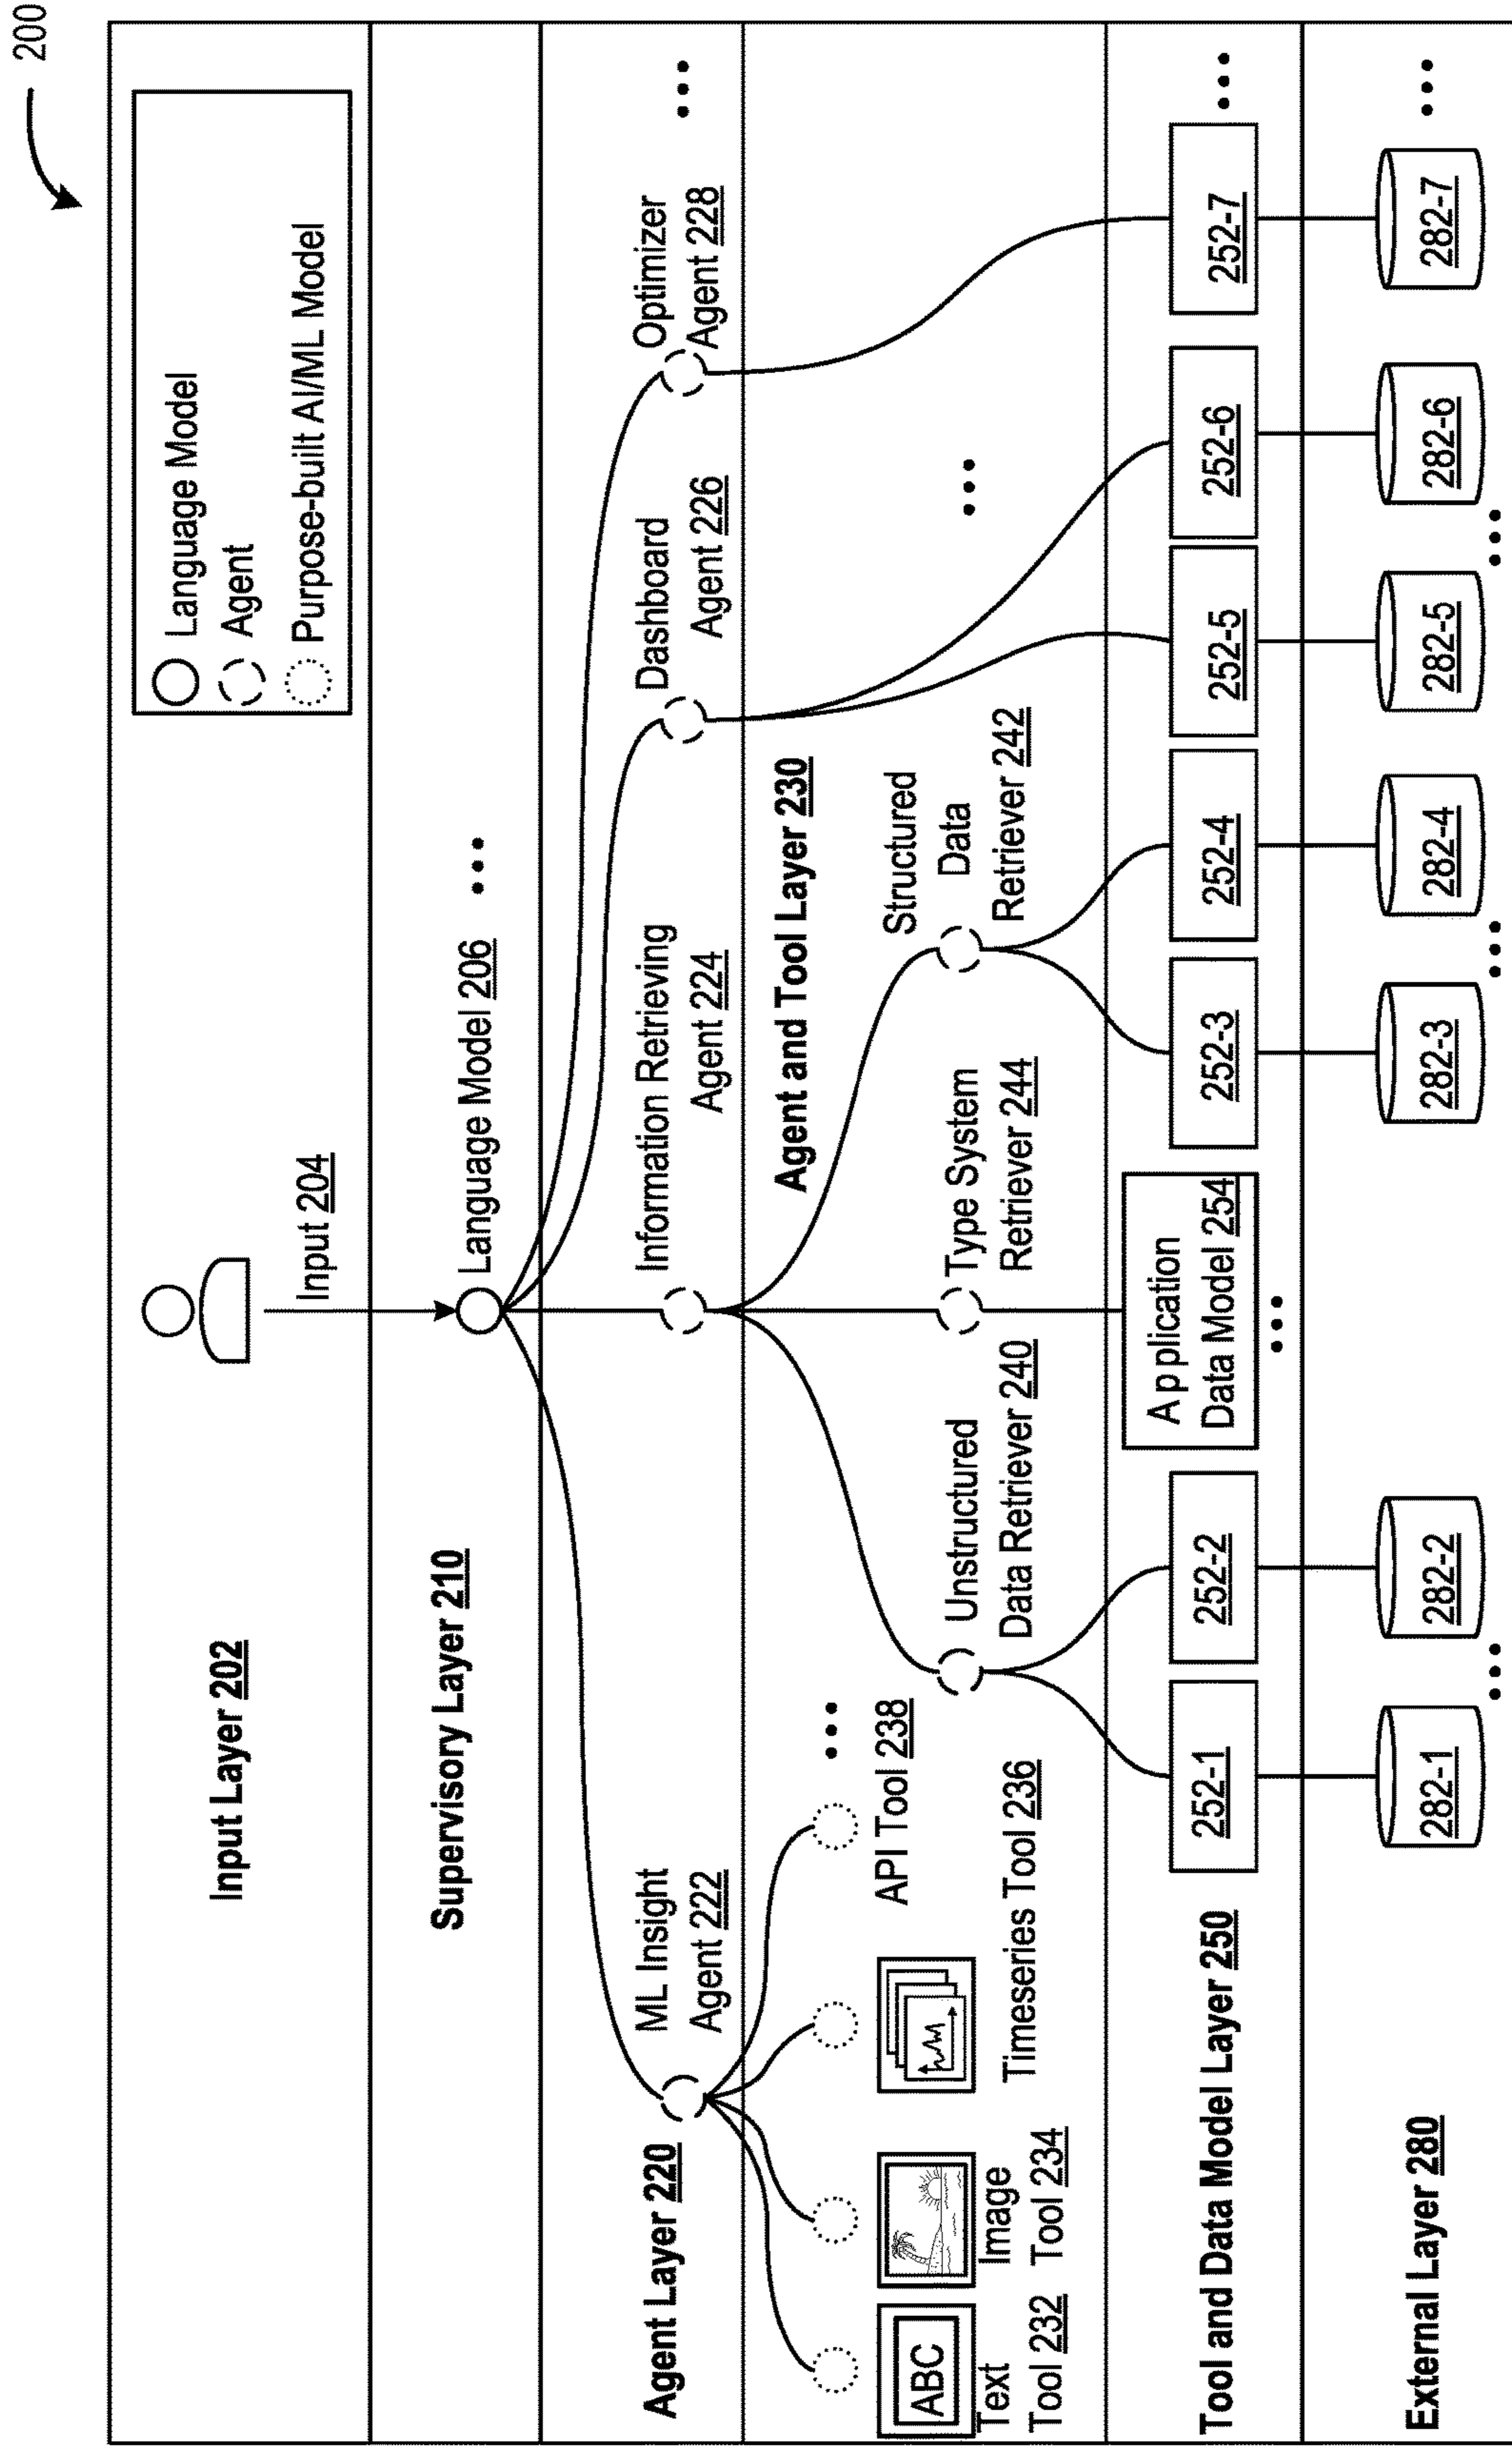 200
Language Model
Agent
Purpose-built AI/ML Model
Input Layer 202
Input 204
Supervisory Layer 210
Language Model 206
...
Agent Layer 220
ML Insight
Agent 222
Information Retrieving
Agent 224
Dashboard
Agent 226
Optimizer
Agent 228
...
Agent and Tool Layer 230
ABC
Text
Tool 232
Image
Tool 234
Timeseries Tool 236
API Tool 238
...
Unstructured
Data Retriever 240
Type System
Retriever 244
Structured
Data
Retriever 242
...
Tool and Data Model Layer 250
252-1
252-2
Application
Data Model 254
...
252-3
252-4
252-5
252-6
252-7
...
External Layer 280
282-1
...
282-2
282-3
...
282-4
282-5
...
282-6
282-7
...